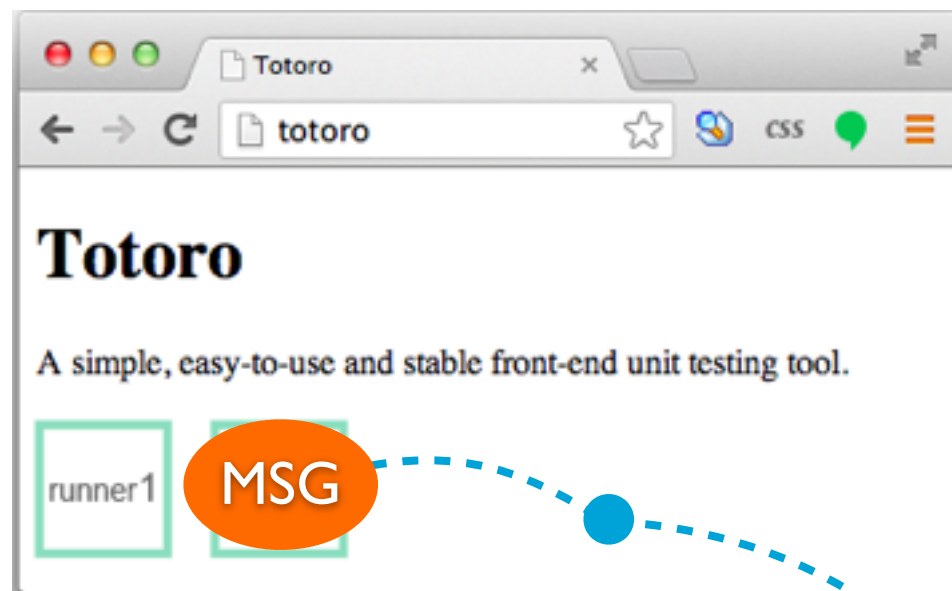 Totoro
totoro
CSS
Totoro
A simple, easy-to-use and stable front-end unit testing tool.
runner1
MSG